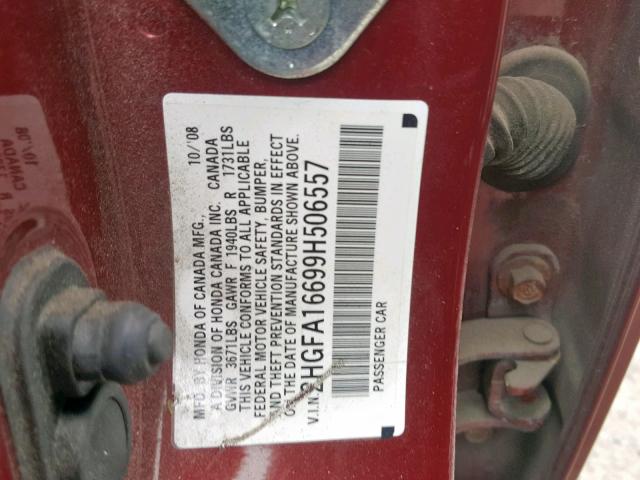 MFD. BY HONDA OF CANADA MFG., 10/'08
A DIVISION OF HONDA CANADA INC. CANADA
GVWR 3671LBS GAWR F 1940LBS R 1731LBS
THIS VEHICLE CONFORMS TO ALL APPLICABLE
FEDERAL MOTOR VEHICLE SAFETY, BUMPER,
AND THEFT PREVENTION STANDARDS IN EFFECT
ON THE DATE OF MANUFACTURE SHOWN ABOVE.
V.I.N. 2HGFA16699H506557
PASSENGER CAR